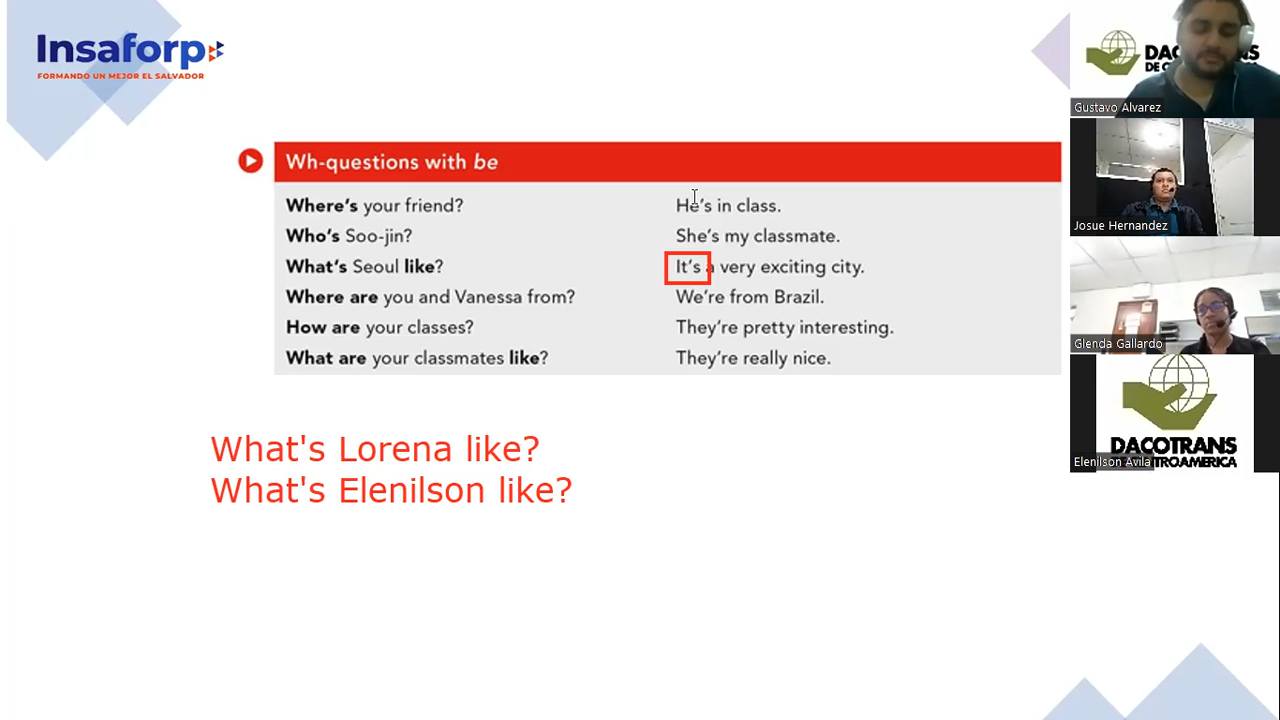 Insaforp
FORMANDO UN MEJOR EL SALVADOR
Wh-questions with be
Where's your friend? He's in class.
Who's Soo-jin? She's my classmate.
What's Seoul like? It's a very exciting city.
Where are you and Vanessa from? We're from Brazil.
How are your classes? They're pretty interesting.
What are your classmates like? They're really nice.
What's Lorena like?
What's Elenilson like?
Gustavo Alvarez
Josue Hernandez
Glenda Gallardo
DACOTRANS
Elenilson Avila